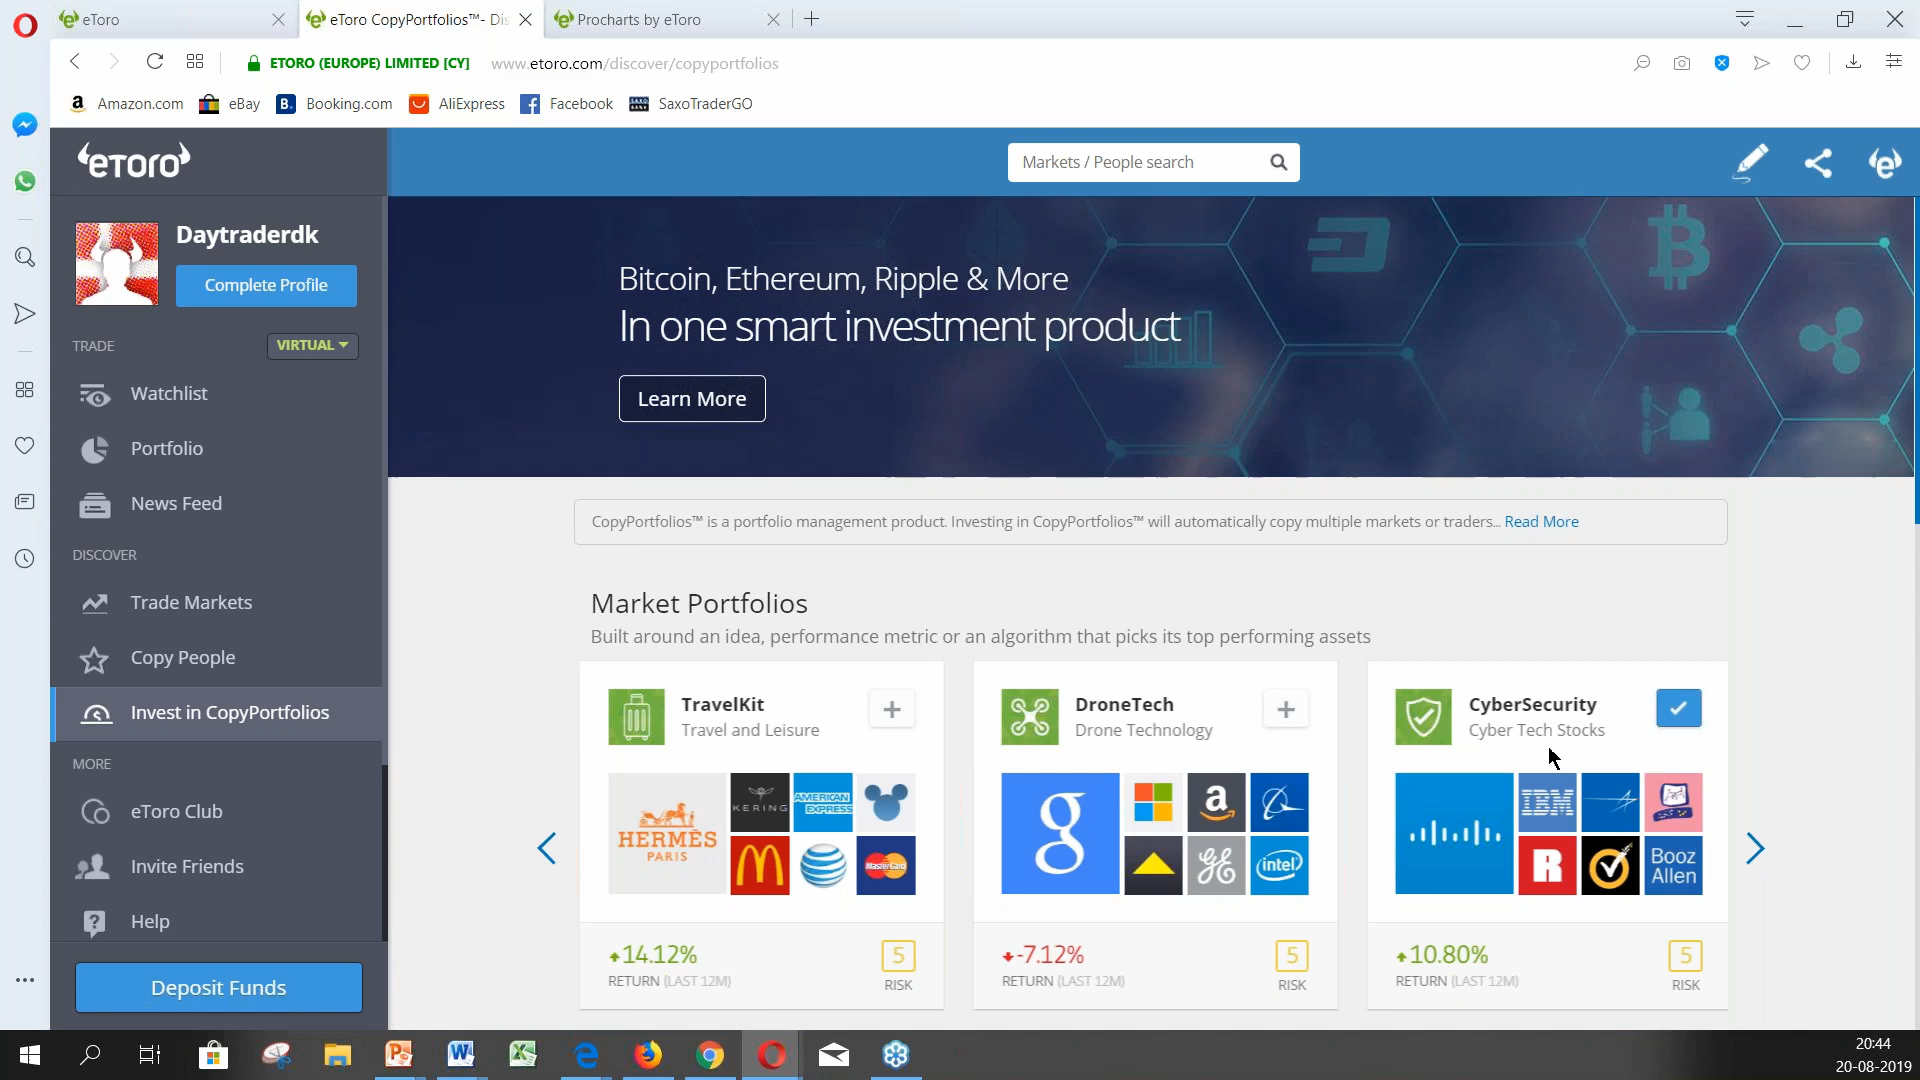 eToro
eToro CopyPortfolios™- Dis
Procharts by eToro
ETORO (EUROPE) LIMITED [CY]
www.etoro.com/discover/copyportfolios
Amazon.com
eBay
Booking.com
AliExpress
Facebook
SaxoTraderGO
eTORO
Markets / People search
Daytraderdk
Complete Profile
TRADE
VIRTUAL
Watchlist
Portfolio
News Feed
DISCOVER
Trade Markets
Copy People
Invest in CopyPortfolios
MORE
eToro Club
Invite Friends
Help
Deposit Funds
Bitcoin, Ethereum, Ripple & More
In one smart investment product
Learn More
CopyPortfolios™ is a portfolio management product. Investing in CopyPortfolios™ will automatically copy multiple markets or traders... Read More
Market Portfolios
Built around an idea, performance metric or an algorithm that picks its top performing assets
TravelKit
Travel and Leisure
HERMÈS
PARIS
KERING
AMERICAN
EXPRESS
MasterCard
14.12%
RETURN (LAST 12M)
5
RISK
DroneTech
Drone Technology
g
a
GE
intel
-7.12%
RETURN (LAST 12M)
5
RISK
CyberSecurity
Cyber Tech Stocks
IBM
R
Booz
Allen
10.80%
RETURN (LAST 12M)
5
RISK
20:44
20-08-2019